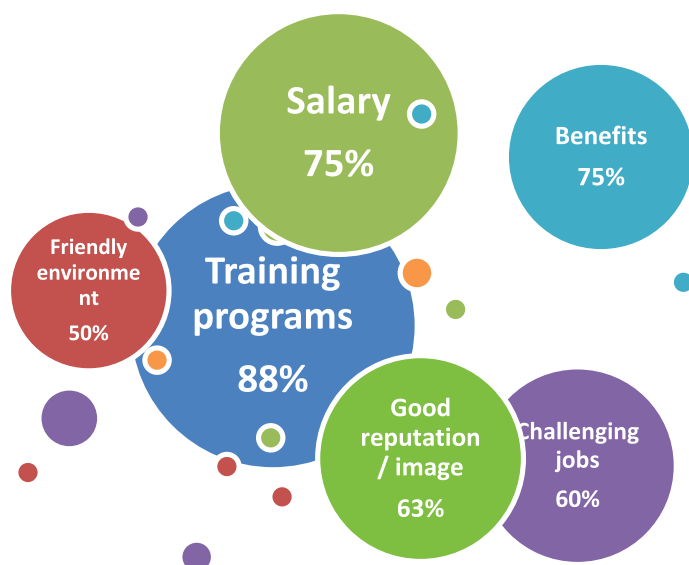 Salary
75%
Benefits
75%
Friendly
environme
nt
50%
Training
programs
88%
Good
reputation
/ image
63%
Challenging
jobs
60%